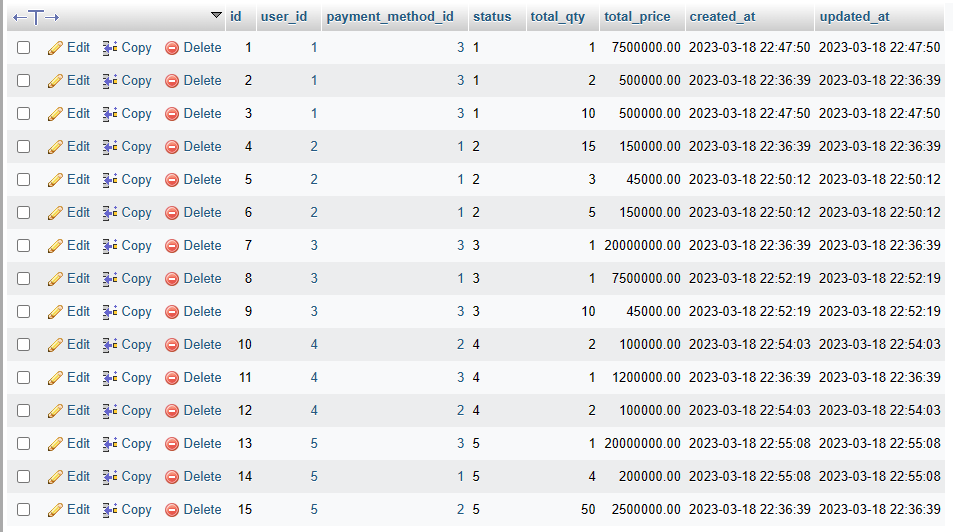 ←T→ id user_id payment_method_id status total_qty total_price created_at updated_at
Edit Copy Delete 1 1 3 1 1 7500000.00 2023-03-18 22:47:50 2023-03-18 22:47:50
Edit Copy Delete 2 1 3 1 2 500000.00 2023-03-18 22:36:39 2023-03-18 22:36:39
Edit Copy Delete 3 1 3 1 10 500000.00 2023-03-18 22:47:50 2023-03-18 22:47:50
Edit Copy Delete 4 2 1 2 15 150000.00 2023-03-18 22:36:39 2023-03-18 22:36:39
Edit Copy Delete 5 2 1 2 3 45000.00 2023-03-18 22:50:12 2023-03-18 22:50:12
Edit Copy Delete 6 2 1 2 5 150000.00 2023-03-18 22:50:12 2023-03-18 22:50:12
Edit Copy Delete 7 3 3 3 1 20000000.00 2023-03-18 22:36:39 2023-03-18 22:36:39
Edit Copy Delete 8 3 1 3 1 7500000.00 2023-03-18 22:52:19 2023-03-18 22:52:19
Edit Copy Delete 9 3 3 3 10 45000.00 2023-03-18 22:52:19 2023-03-18 22:52:19
Edit Copy Delete 10 4 2 4 2 100000.00 2023-03-18 22:54:03 2023-03-18 22:54:03
Edit Copy Delete 11 4 3 4 1 1200000.00 2023-03-18 22:36:39 2023-03-18 22:36:39
Edit Copy Delete 12 4 2 4 2 100000.00 2023-03-18 22:54:03 2023-03-18 22:54:03
Edit Copy Delete 13 5 3 5 1 20000000.00 2023-03-18 22:55:08 2023-03-18 22:55:08
Edit Copy Delete 14 5 1 5 4 200000.00 2023-03-18 22:55:08 2023-03-18 22:55:08
Edit Copy Delete 15 5 2 5 50 2500000.00 2023-03-18 22:36:39 2023-03-18 22:36:39